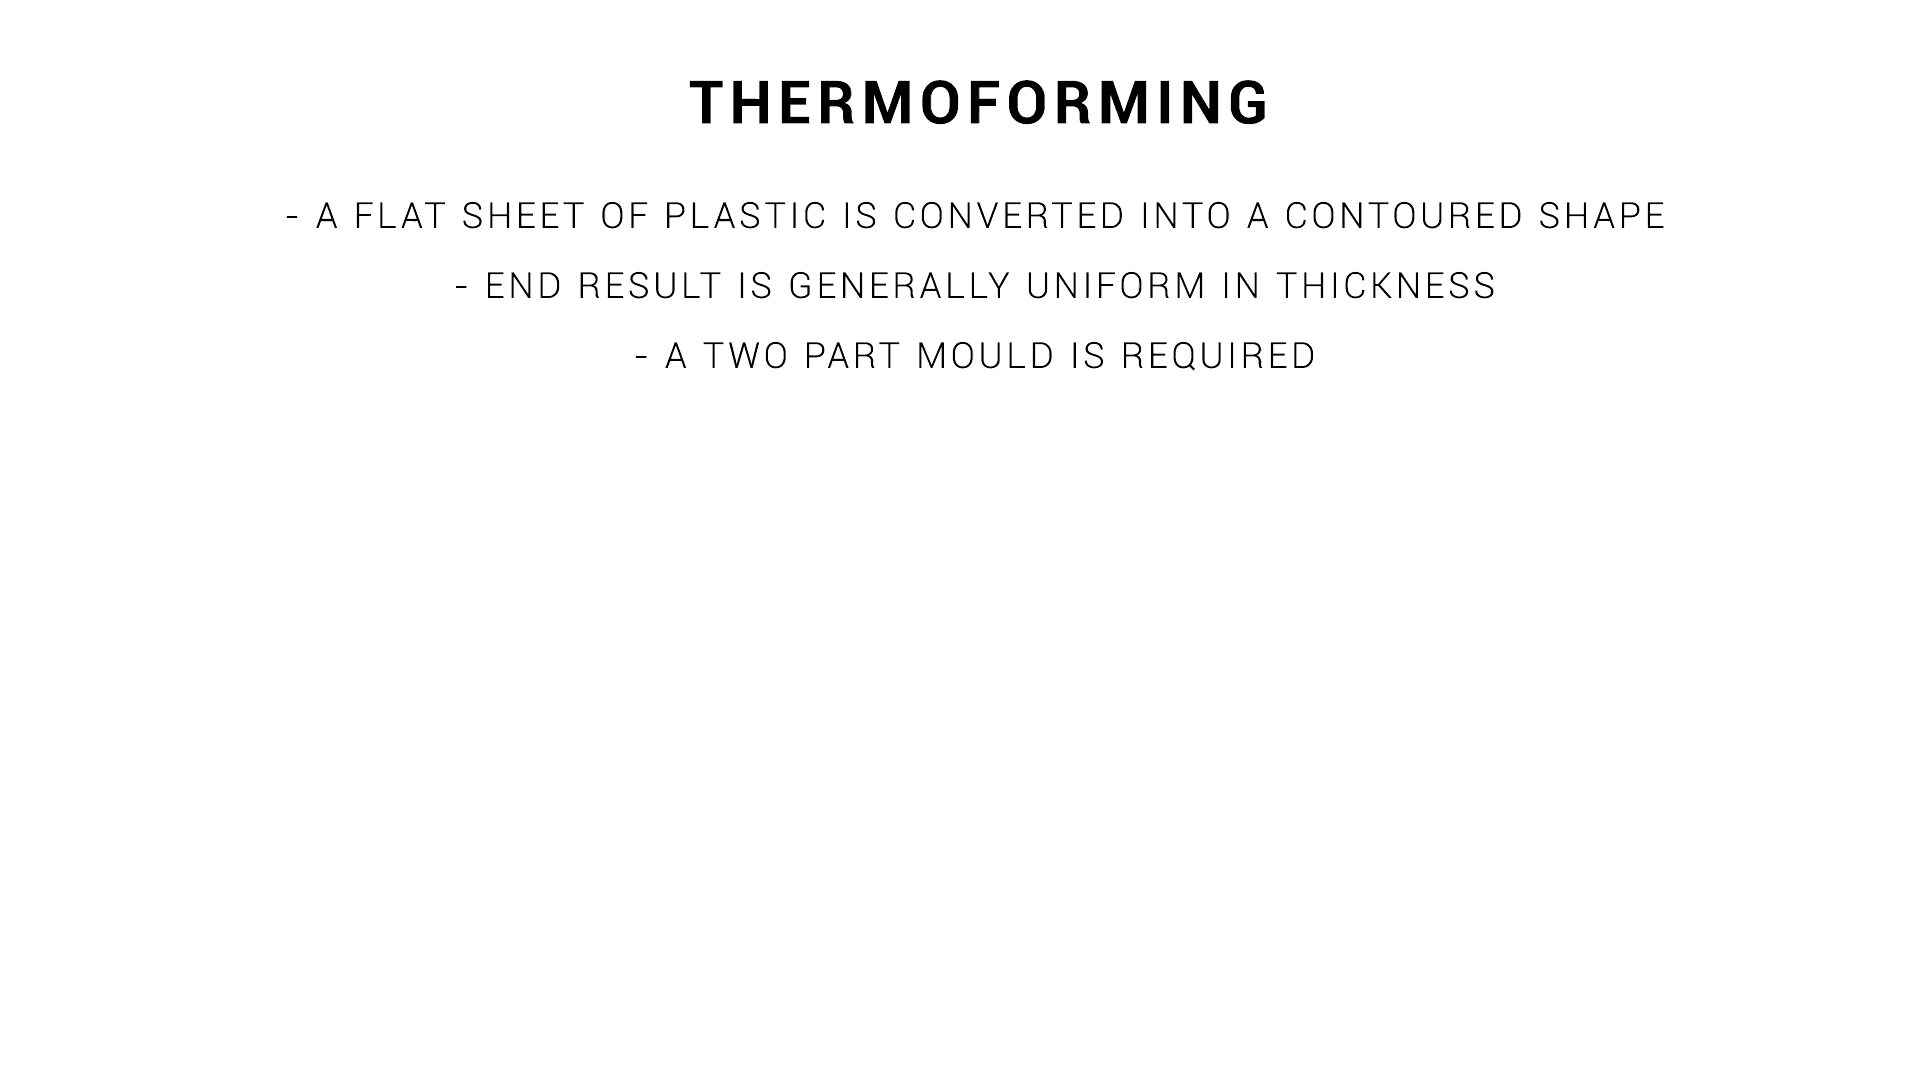 THERMOFORMING
- A FLAT SHEET OF PLASTIC IS CONVERTED INTO A CONTOURED SHAPE
- END RESULT IS GENERALLY UNIFORM IN THICKNESS
- A TWO PART MOULD IS REQUIRED